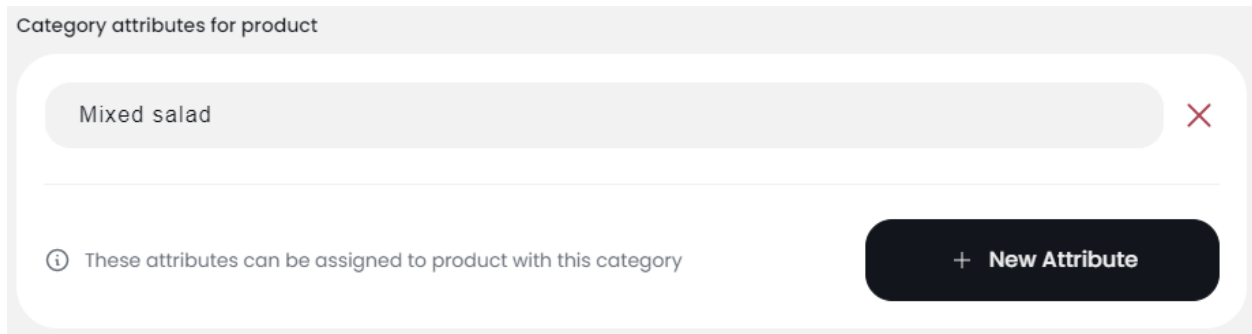 Category attributes for product
Mixed salad
These attributes can be assigned to product with this category
+ New Attribute